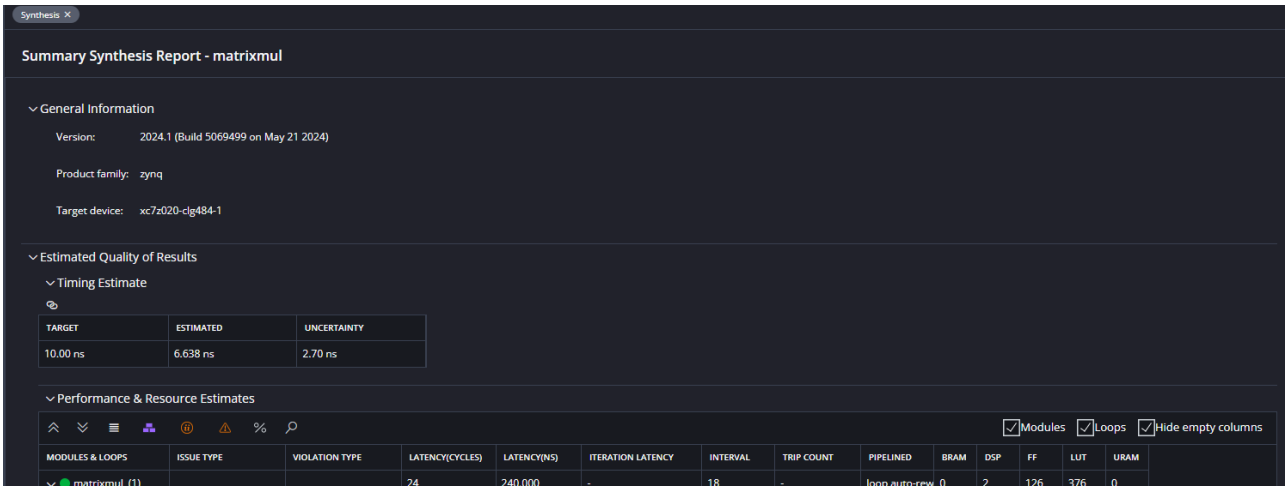 Synthesis X
Summary Synthesis Report - matrixmul
General Information
Version: 2024.1 (Build 5069499 on May 21 2024)
Product family: zynq
Target device: xc7z020-clg484-1
Estimated Quality of Results
Timing Estimate
TARGET ESTIMATED UNCERTAINTY
10.00 ns 6.638 ns 2.70 ns
Performance & Resource Estimates
% Modules Loops Hide empty columns
MODULES & LOOPS ISSUE TYPE VIOLATION TYPE LATENCY(CYCLES) LATENCY(NS) ITERATION LATENCY INTERVAL TRIP COUNT PIPELINED BRAM DSP FF LUT URAM
matrixmul (1) 24 240.000 - 18 - loop auto-rew 0 2 126 376 0